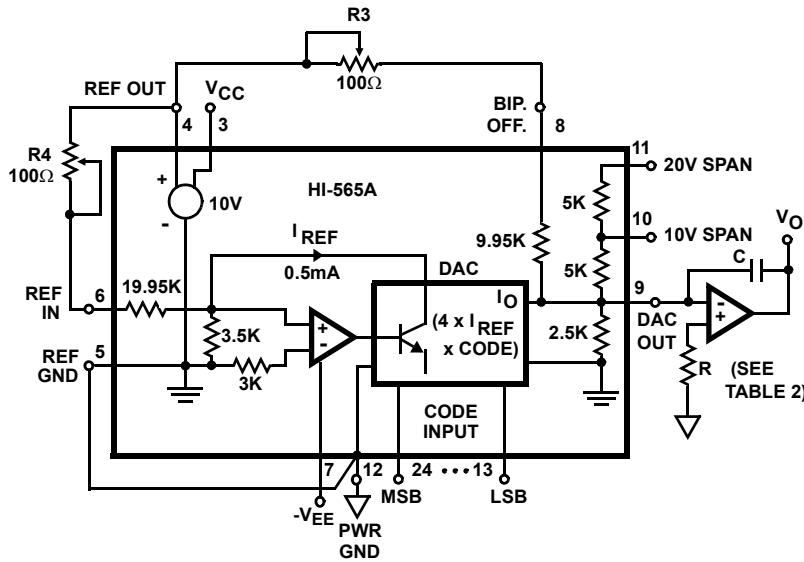 R3
100Ω
REF OUT
VCC
4
3
BIP.
OFF.
8
11
R4
100Ω
+
-
10V
HI-565A
20V SPAN
5K
10
10V SPAN
VO
IREF
0.5mA
9.95K
5K
C
DAC
REF
IN
6
19.95K
IO
9
3.5K
+
-
(4 x IREF
x CODE)
2.5K
DAC
OUT
-
+
REF
GND
5
3K
R
(SEE
TABLE 2)
CODE
INPUT
7
12
24
13
-VEE
PWR
GND
MSB
LSB